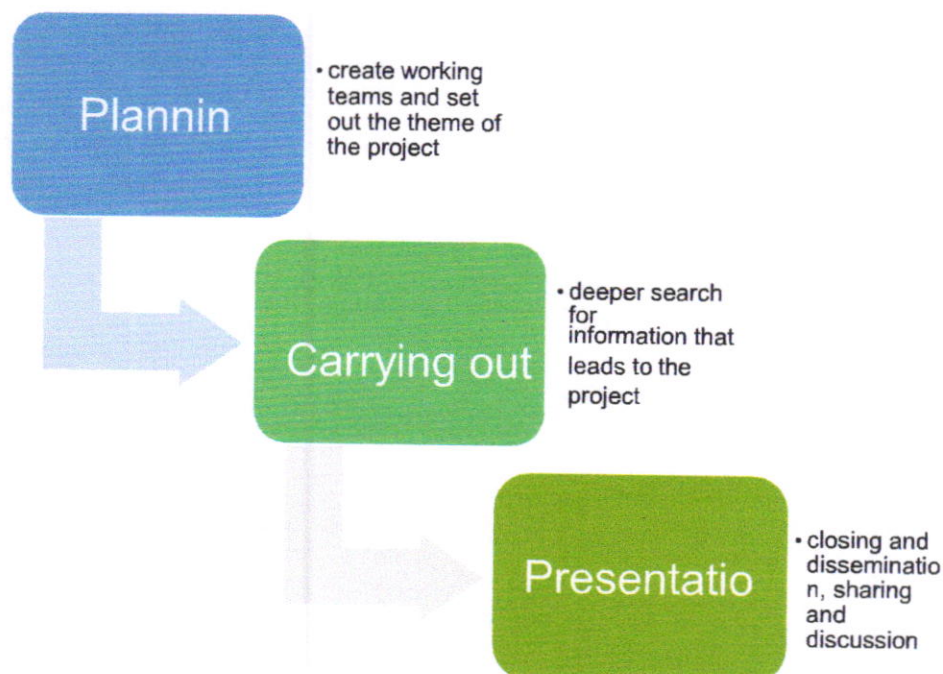 Plannin
• create working
teams and set
out the theme of
the project
Carrying out
• deeper search
for
information that
leads to the
project
Presentatio
• closing and
disseminatio
n, sharing
and
discussion